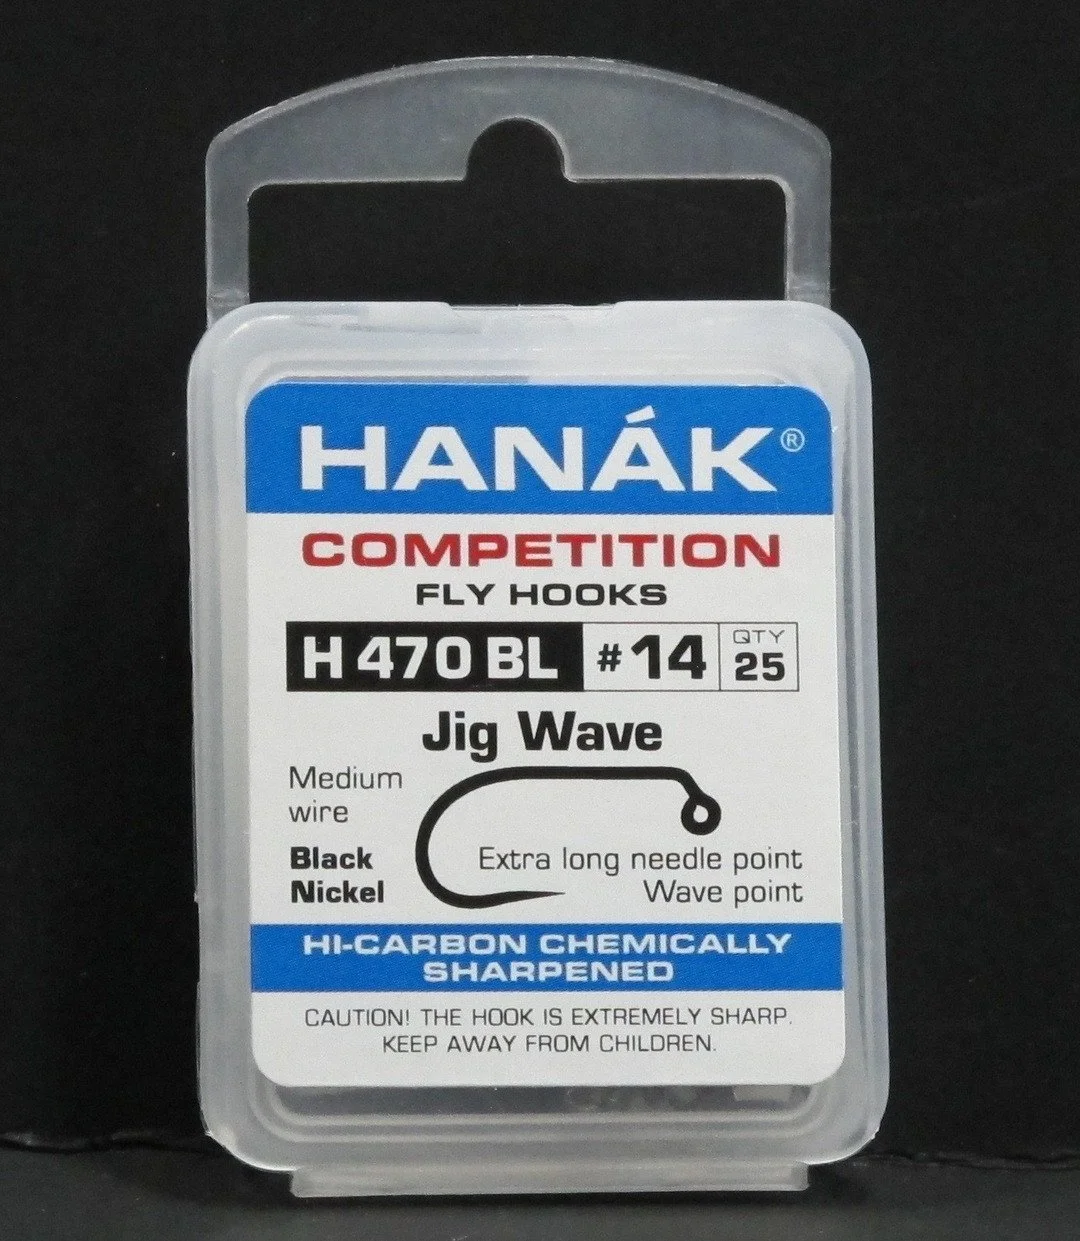 HANÁK®
COMPETITION
FLY HOOKS
H 470 BL #14 QTY 25
Jig Wave
Medium
wire
Black
Nickel
Extra long needle point
Wave point
HI-CARBON CHEMICALLY
SHARPENED
CAUTION! THE HOOK IS EXTREMELY SHARP.
KEEP AWAY FROM CHILDREN.